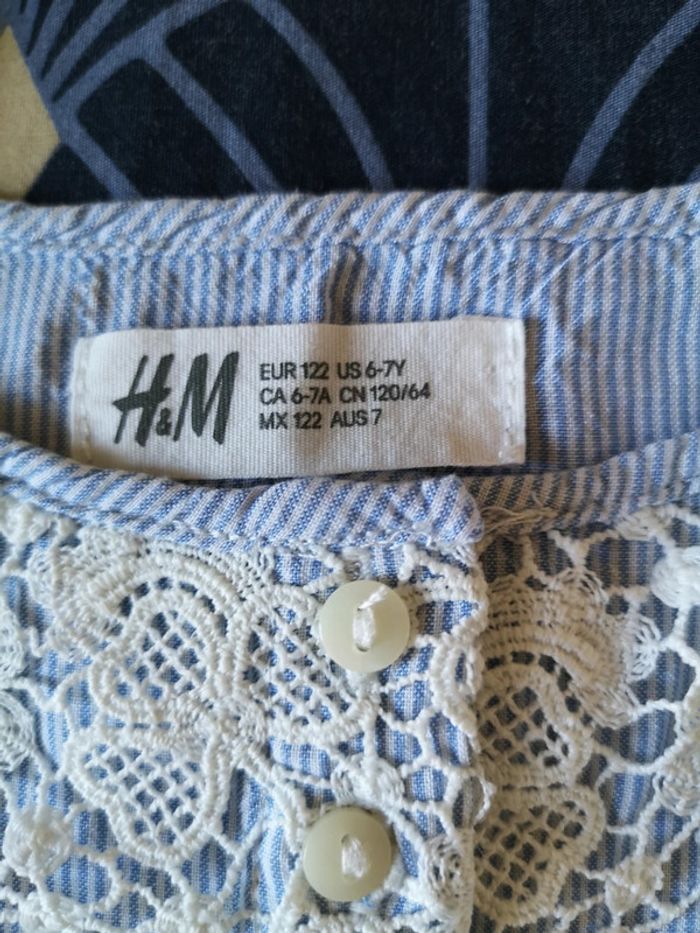 H&M
EUR 122 US 6-7Y
CA 6-7A CN 120/64
MX 122 AUS 7